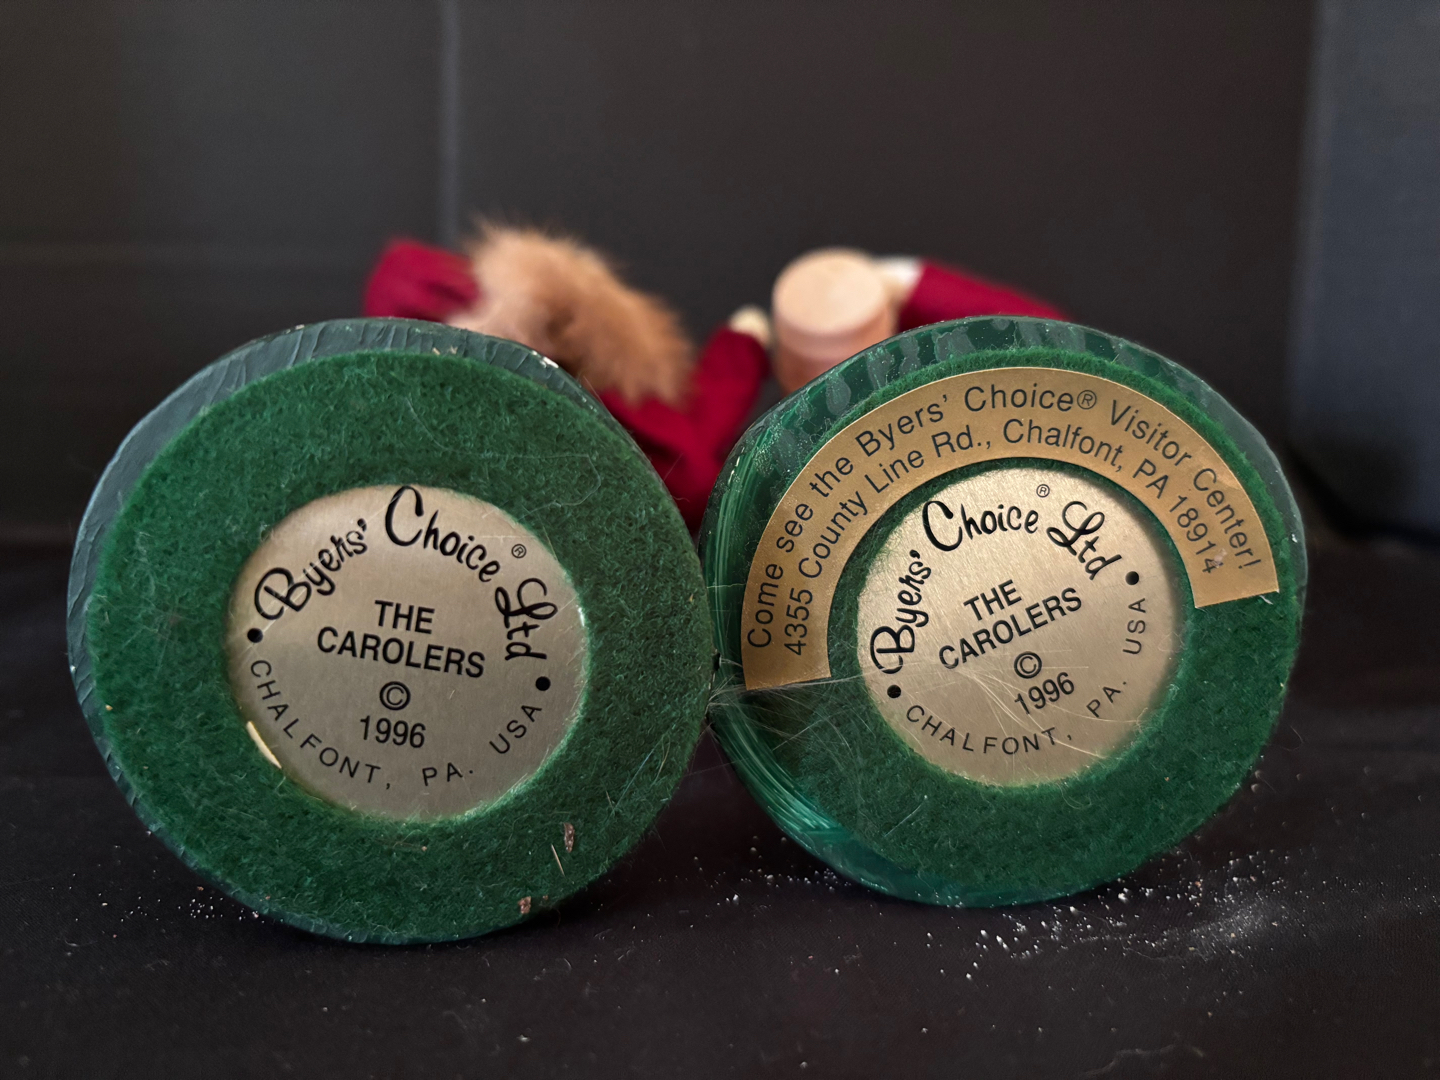 Byers' Choice® Ltd
THE
CAROLERS
©
1996
CHALFONT, PA. USA
Come see the Byers' Choice® Visitor Center!
4355 County Line Rd., Chalfont, PA 18914
Byers' Choice® Ltd
THE
CAROLERS
©
1996
CHALFONT, PA. USA